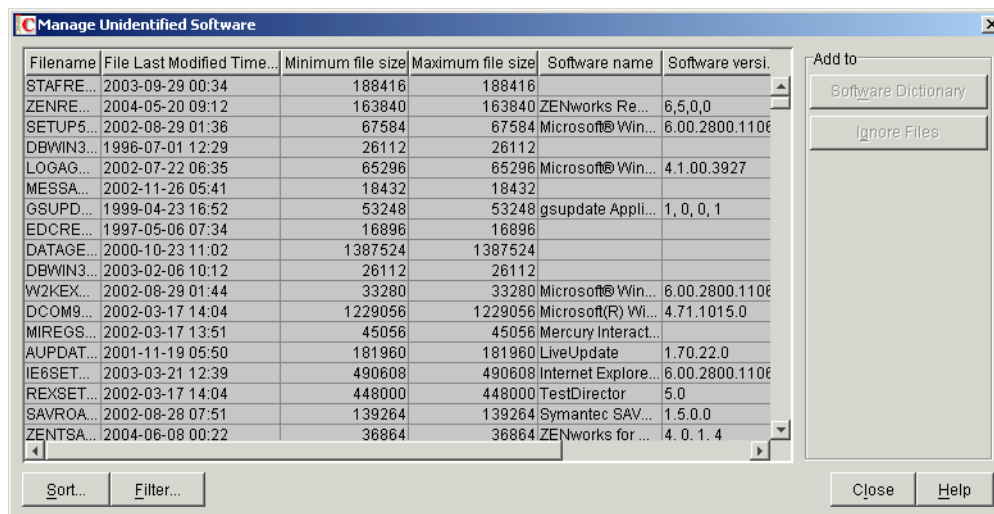 Manage Unidentified Software
Filename File Last Modified Time... Minimum file size Maximum file size Software name Software versi.
STAFRE... 2003-09-29 00:34 188416 188416
ZENRE... 2004-05-20 09:12 163840 163840 ZENworks Re... 6,5,0,0
SETUP5... 2002-08-29 01:36 67584 67584 Microsoft® Win... 6.00.2800.1106
DBWIN3... 1996-07-01 12:29 26112 26112
LOGAG... 2002-07-22 06:35 65296 65296 Microsoft® Win... 4.1.00.3927
MESSA... 2002-11-26 05:41 18432 18432
GSUPD... 1999-04-23 16:52 53248 53248 gsupdate Appli... 1, 0, 0, 1
EDCRE... 1997-05-06 07:34 16896 16896
DATAGE... 2000-10-23 11:02 1387524 1387524
DBWIN3... 2003-02-06 10:12 26112 26112
W2KEX... 2002-08-29 01:44 33280 33280 Microsoft® Win... 6.00.2800.1106
DCOM9... 2002-03-17 14:04 1229056 1229056 Microsoft(R) Wi... 4.71.1015.0
MIREGS... 2002-03-17 13:51 45056 45056 Mercury Interact...
AUPDAT... 2001-11-19 05:50 181960 181960 LiveUpdate 1.70.22.0
IE6SET... 2003-03-21 12:39 490608 490608 Internet Explore... 6.00.2800.1106
REXSET... 2002-03-17 14:04 448000 448000 TestDirector 5.0
SAVROA... 2002-08-28 07:51 139264 139264 Symantec SAV... 1.5.0.0
ZENTSA... 2004-06-08 00:22 36864 36864 ZENworks for ... 4. 0. 1. 4
Add to
Software Dictionary
Ignore Files
Sort... Filter... Close Help